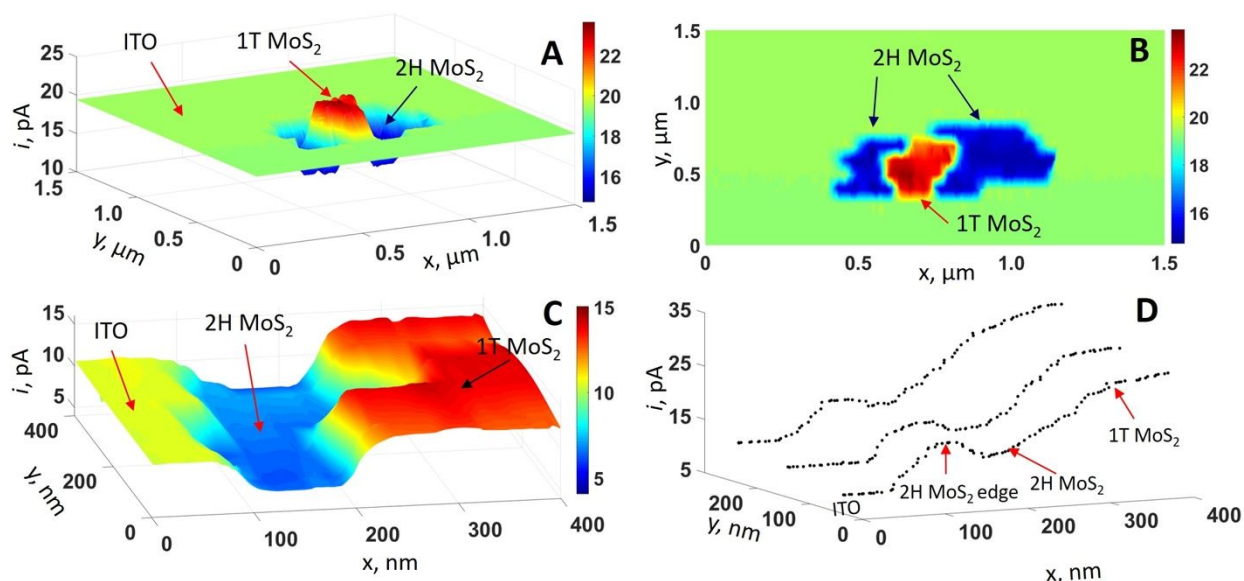 A
ITO
1T MoS2
2H MoS2
25
20
15
10
i, pA
1.5
1.0
0.5
0
y, µm
0
0.5
1.0
1.5
x, µm
22
20
18
16
B
1.5
1.0
0.5
0
y, µm
2H MoS2
1T MoS2
0
0.5
1.0
1.5
x, µm
22
20
18
16
C
ITO
2H MoS2
1T MoS2
15
10
5
i, pA
400
200
0
y, nm
0
100
200
300
400
x, nm
15
10
5
D
35
25
15
5
i, pA
1T MoS2
2H MoS2 edge
2H MoS2
ITO
200
100
0
y, nm
0
100
200
300
400
x, nm